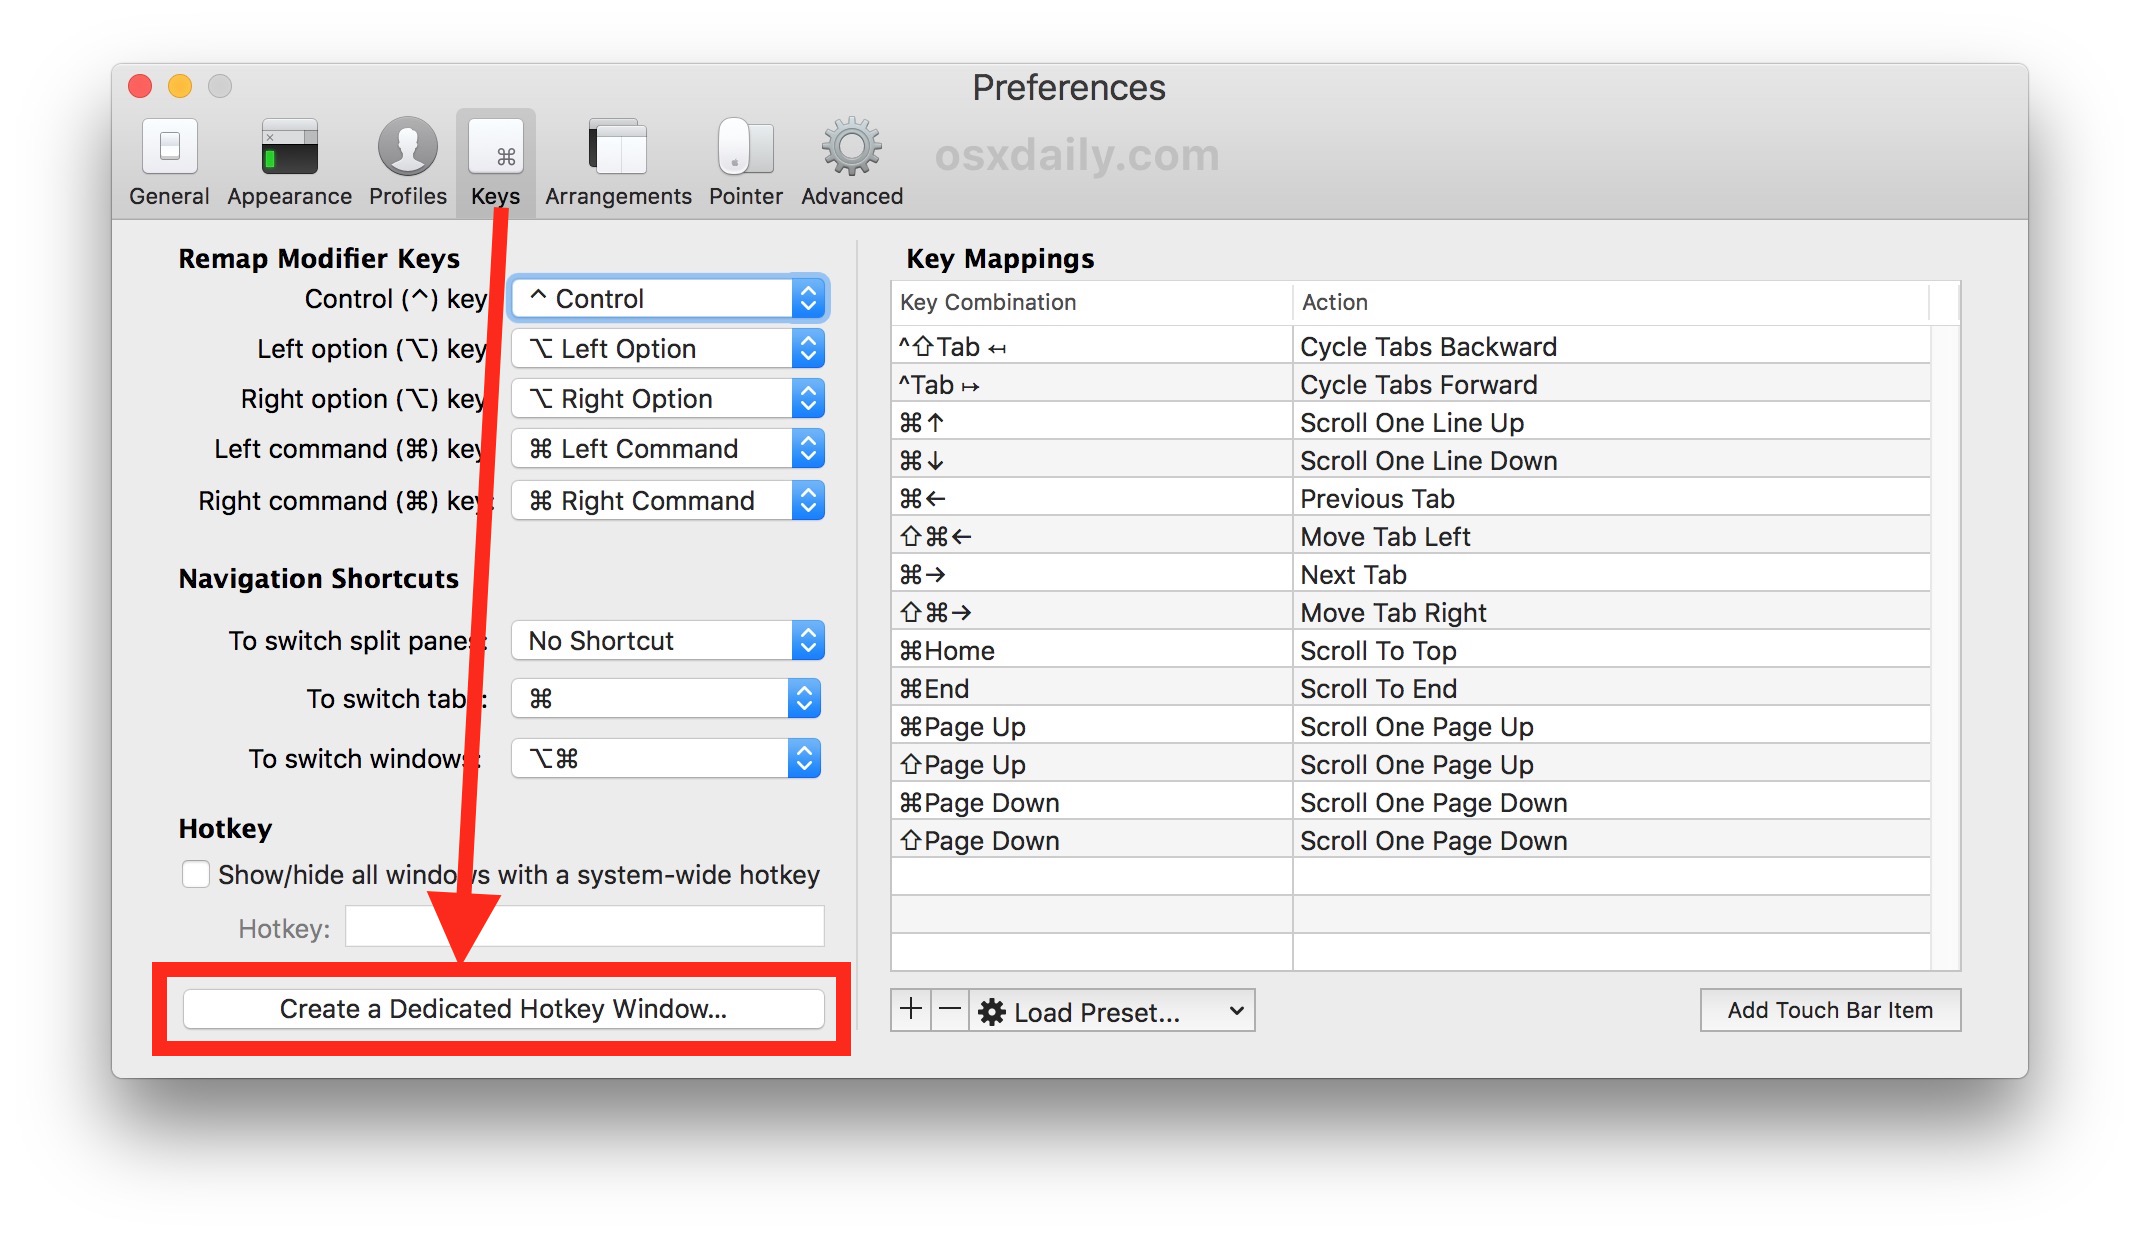 Preferences
General Appearance Profiles Keys Arrangements Pointer Advanced
osxdaily.com
Remap Modifier Keys
Control (^) key ^ Control
Left option (⌥) key ⌥ Left Option
Right option (⌥) key ⌥ Right Option
Left command (⌘) key ⌘ Left Command
Right command (⌘) key: ⌘ Right Command
Navigation Shortcuts
To switch split panes: No Shortcut
To switch tabs: ⌘
To switch windows: ⌥⌘
Hotkey
Show/hide all windows with a system-wide hotkey
Hotkey:
Create a Dedicated Hotkey Window...
Key Mappings
Key Combination Action
^⇧Tab ↤ Cycle Tabs Backward
^Tab ↦ Cycle Tabs Forward
⌘↑ Scroll One Line Up
⌘↓ Scroll One Line Down
⌘← Previous Tab
⇧⌘← Move Tab Left
⌘→ Next Tab
⇧⌘→ Move Tab Right
⌘Home Scroll To Top
⌘End Scroll To End
⌘Page Up Scroll One Page Up
⇧Page Up Scroll One Page Up
⌘Page Down Scroll One Page Down
⇧Page Down Scroll One Page Down
+ − Load Preset... Add Touch Bar Item